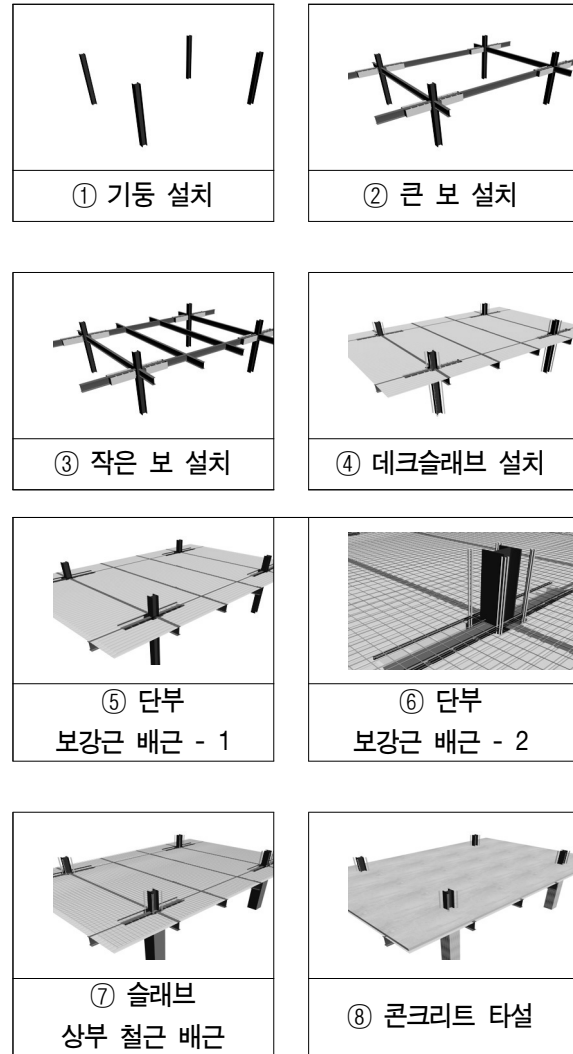 ① 기둥 설치
② 큰 보 설치
③ 작은 보 설치
④ 데크슬래브 설치
⑤ 단부
보강근 배근 - 1
⑥ 단부
보강근 배근 - 2
⑦ 슬래브
상부 철근 배근
⑧ 콘크리트 타설